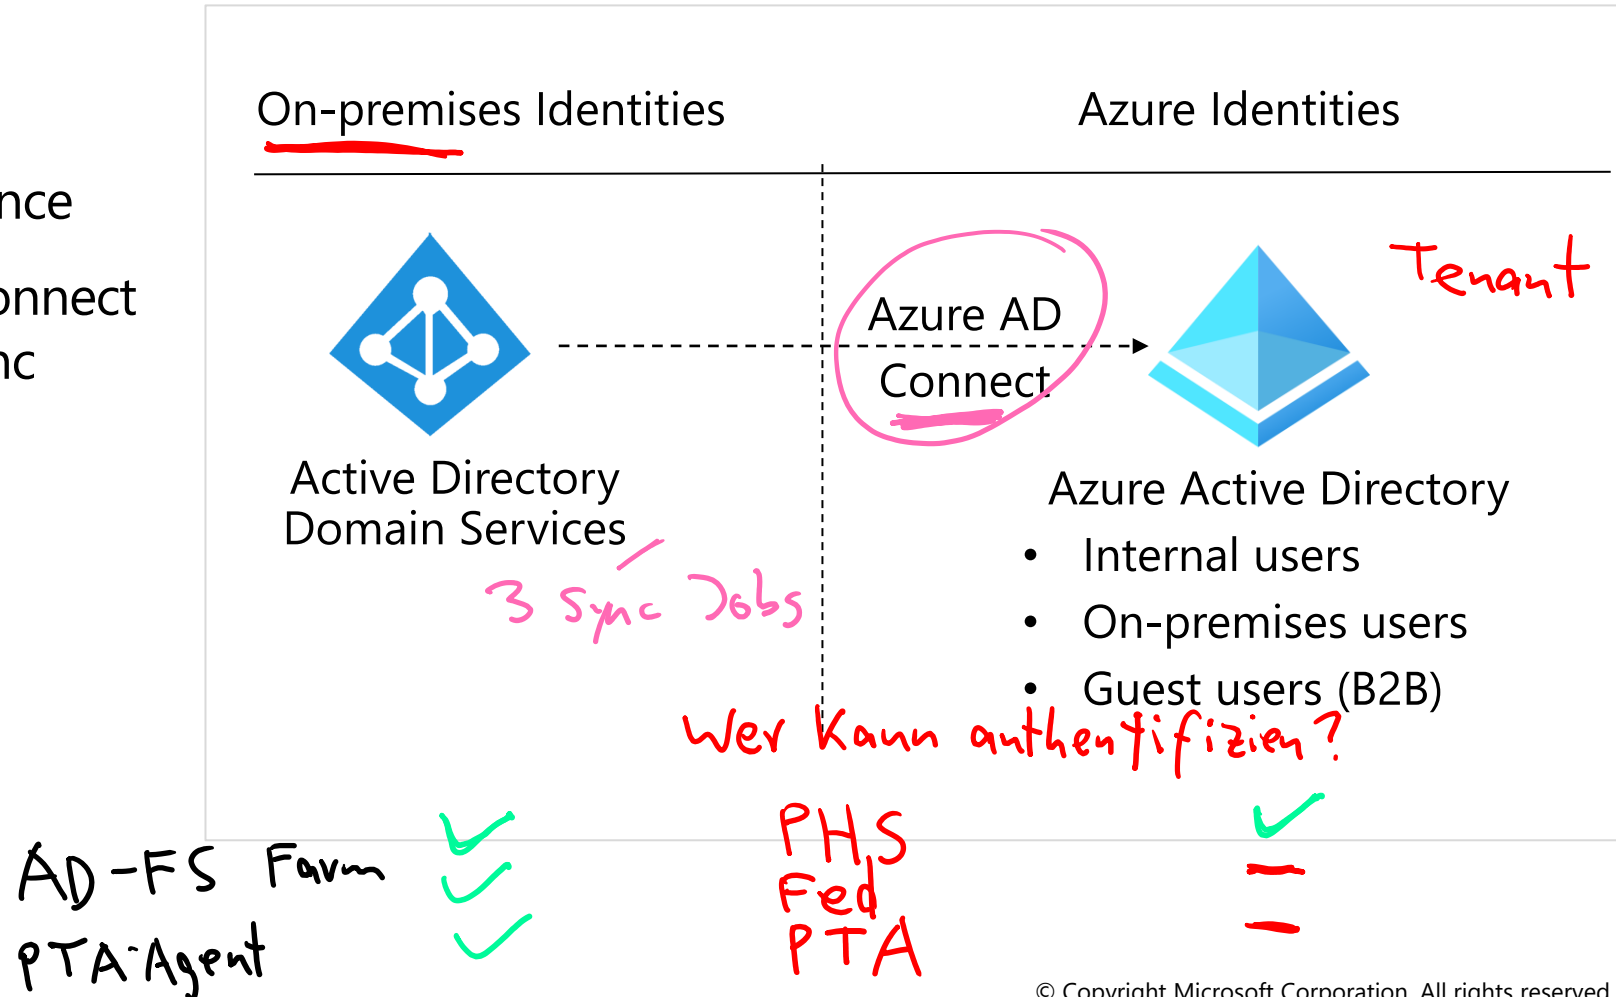 On-premises Identities
Azure Identities
nce
onnect
nc
Tenant
Azure AD
Connect
Active Directory
Domain Services
3 Sync Jobs
Azure Active Directory
• Internal users
• On-premises users
• Guest users (B2B)
Wer kann authentifizien?
PHS
AD-FS Farm
Fed
PTA-Agent
PTA
© Copyright Microsoft Corporation. All rights reserved